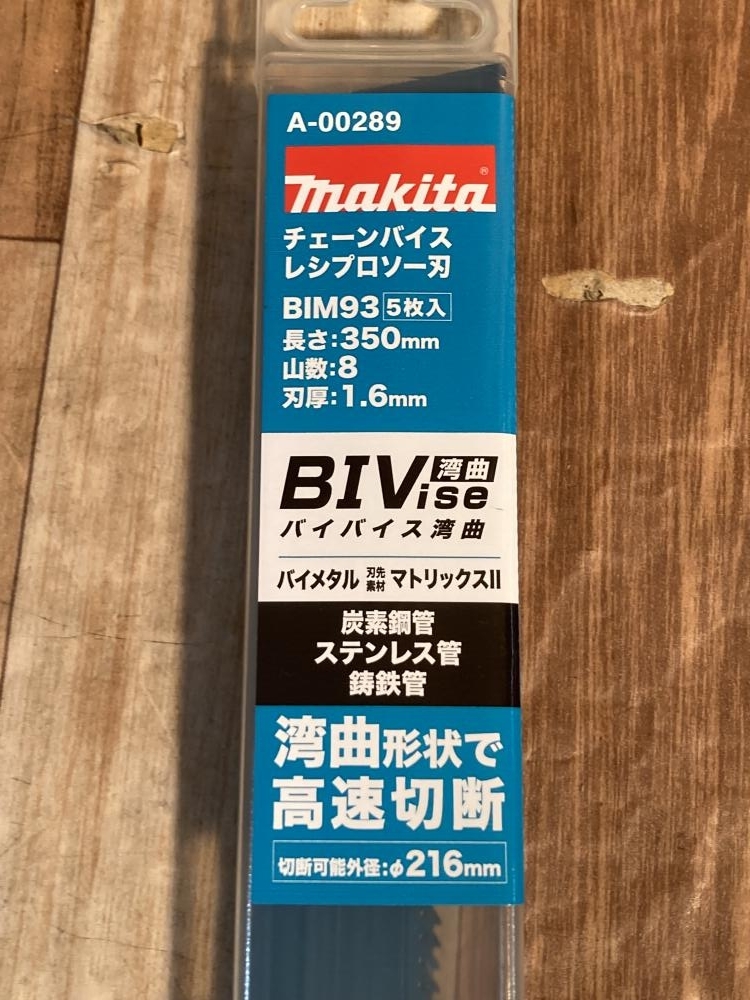 A-00289
makita®
チェーンバイス
レシプロソー刃
BIM93 5枚入
長さ:350mm
山数:8
刃厚:1.6mm
BIVise 湾曲
バイバイス湾曲
バイメタル 刃先素材 マトリックスII
炭素鋼管
ステンレス管
鋳鉄管
湾曲形状で
高速切断
切断可能外径:φ216mm